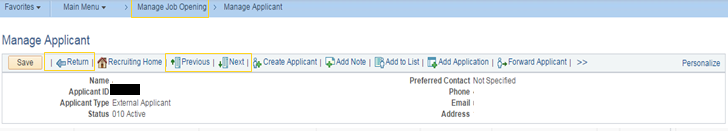 Favorites Main Menu > Manage Job Opening > Manage Applicant
Manage Applicant
Save | Return | Recruiting Home | Previous | Next | Create Applicant | Add Note | Add to List | Add Application | Forward Applicant | >> Personalize
Name Preferred Contact Not Specified
Applicant ID Phone
Applicant Type External Applicant Email
Status 010 Active Address